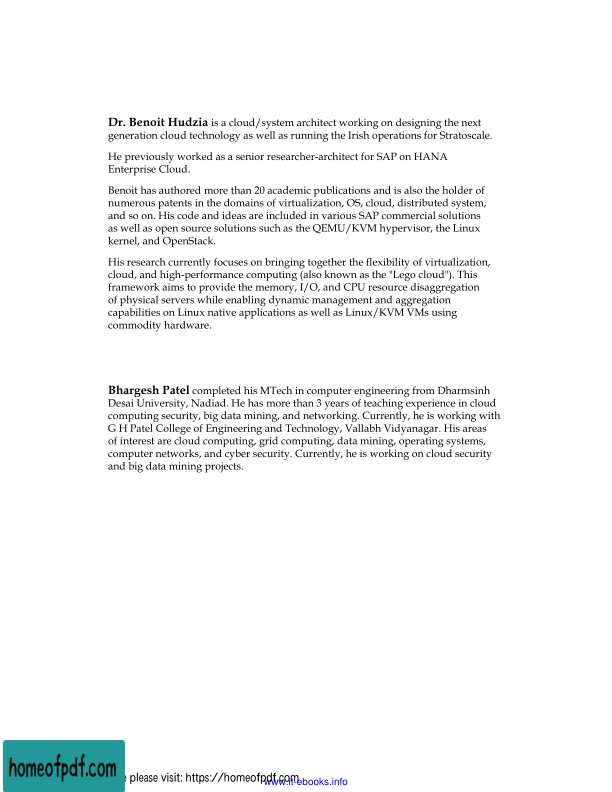 Dr. Benoit Hudzia is a cloud/system architect working on designing the next
generation cloud technology as well as running the Irish operations for Stratoscale.
He previously worked as a senior researcher-architect for SAP on HANA
Enterprise Cloud.
Benoit has authored more than 20 academic publications and is also the holder of
numerous patents in the domains of virtualization, OS, cloud, distributed system,
and so on. His code and ideas are included in various SAP commercial solutions
as well as open source solutions such as the QEMU/KVM hypervisor, the Linux
kernel, and OpenStack.
His research currently focuses on bringing together the flexibility of virtualization,
cloud, and high-performance computing (also known as the "Lego cloud"). This
framework aims to provide the memory, I/O, and CPU resource disaggregation
of physical servers while enabling dynamic management and aggregation
capabilities on Linux native applications as well as Linux/KVM VMs using
commodity hardware.
Bhargesh Patel completed his MTech in computer engineering from Dharmsinh
Desai University, Nadiad. He has more than 3 years of teaching experience in cloud
computing security, big data mining, and networking. Currently, he is working with
G H Patel College of Engineering and Technology, Vallabh Vidyanagar. His areas
of interest are cloud computing, grid computing, data mining, operating systems,
computer networks, and cyber security. Currently, he is working on cloud security
and big data mining projects.
homeofpdf.com
please visit: https://homeofpdf.com
www.it-ebooks.info